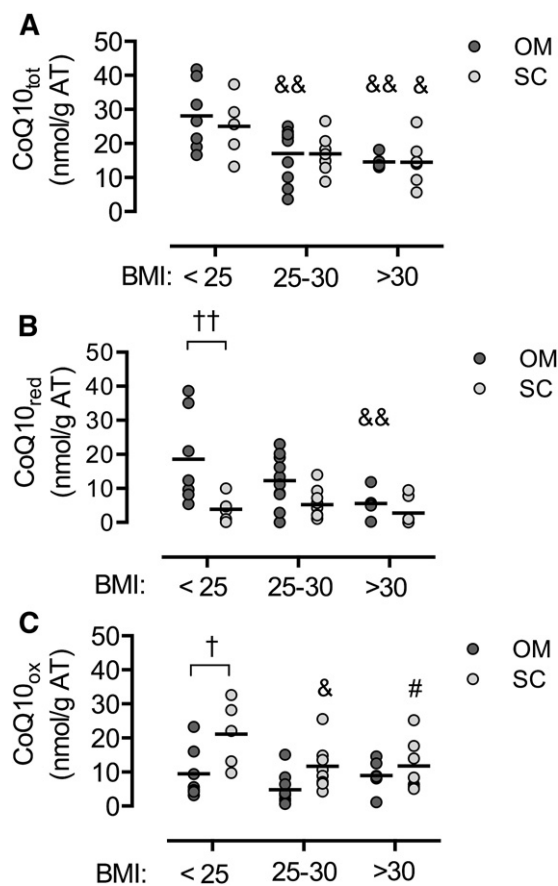 A
CoQ10tot
(nmol/g AT)
50
40
30
20
10
0
&& && &
OM
SC
BMI: < 25 25-30 >30
B
CoQ10red
(nmol/g AT)
50
40
30
20
10
0
††
&&
OM
SC
BMI: < 25 25-30 >30
C
CoQ10ox
(nmol/g AT)
50
40
30
20
10
0
† & #
OM
SC
BMI: < 25 25-30 >30